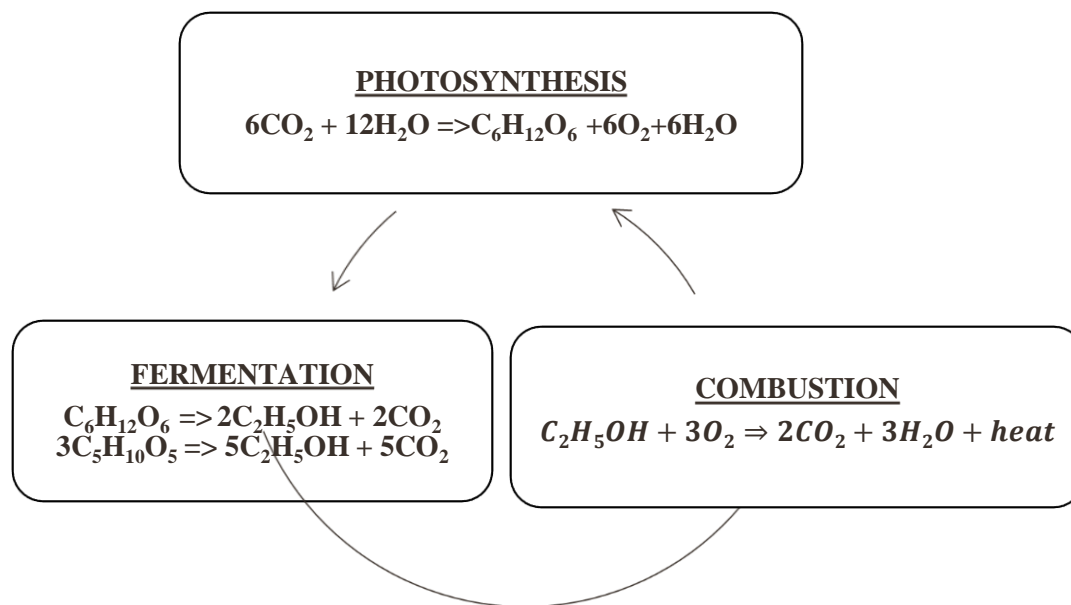 PHOTOSYNTHESIS
6CO₂ + 12H₂O =>C₆H₁₂O₆ +6O₂+6H₂O
FERMENTATION
C₆H₁₂O₆ => 2C₂H₅OH + 2CO₂
3C₅H₁₀O₅ => 5C₂H₅OH + 5CO₂
COMBUSTION
C₂H₅OH + 3O₂ ⇒ 2CO₂ + 3H₂O + heat